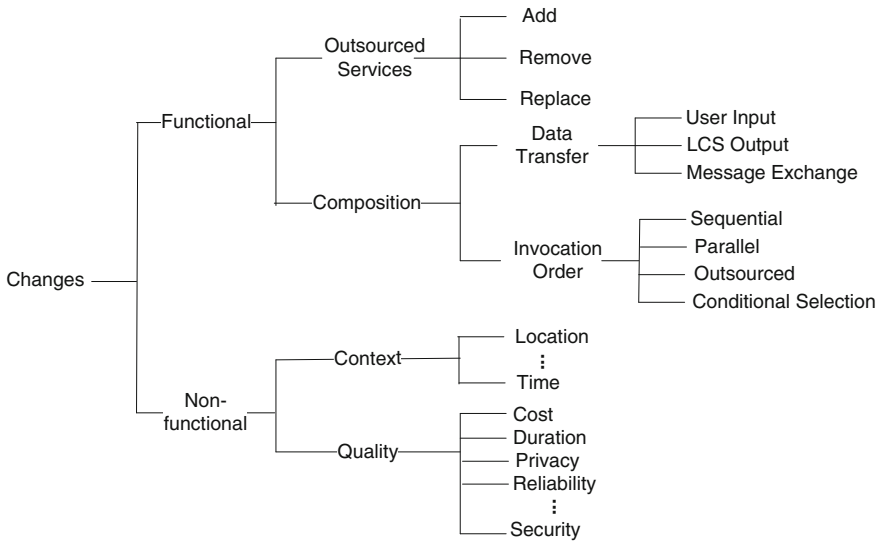 Changes
Functional
Outsourced
Services
Add
Remove
Replace
Composition
Data
Transfer
User Input
LCS Output
Message Exchange
Invocation
Order
Sequential
Parallel
Outsourced
Conditional Selection
Non-
functional
Context
Location
Time
Quality
Cost
Duration
Privacy
Reliability
Security